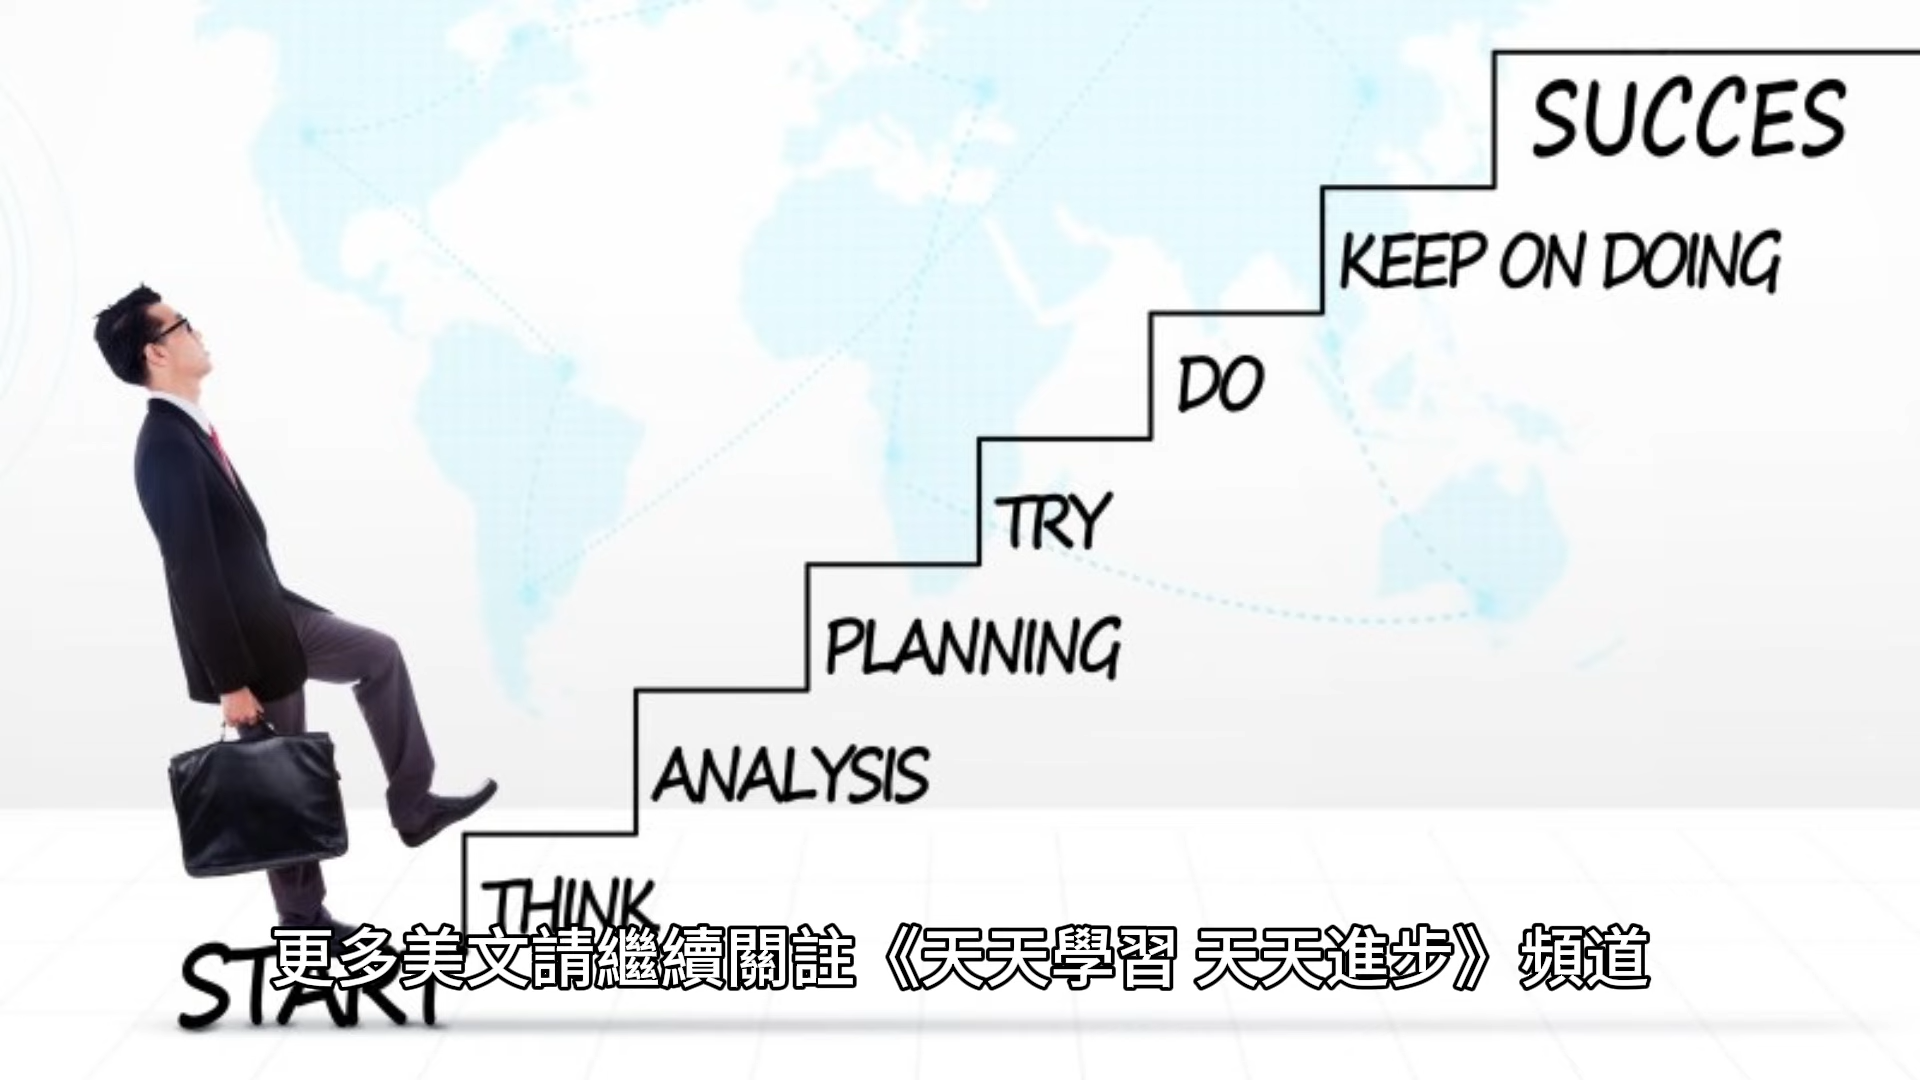 SUCCES
KEEP ON DOING
DO
TRY
PLANNING
ANALYSIS
THINK
START
更多美文請繼續關註《天天學習 天天進步》頻道